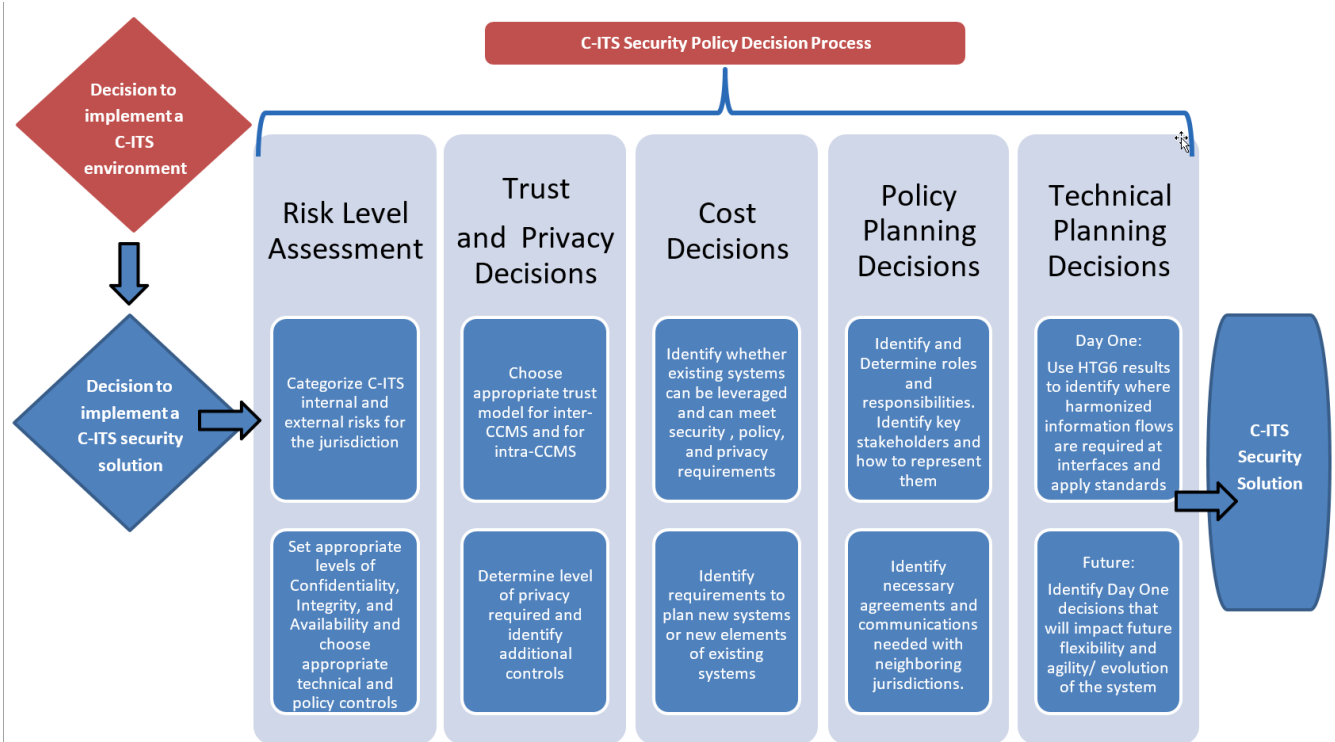 C-ITS Security Policy Decision Process
Decision to
implement a
C-ITS
environment
Decision to
implement a
C-ITS security
solution
Risk Level
Assessment
Categorize C-ITS
internal and
external risks for
the jurisdiction
Set appropriate
levels of
Confidentiality,
Integrity, and
Availability and
choose
appropriate
technical and
policy controls
Trust
and Privacy
Decisions
Choose
appropriate trust
model for inter-
CCMS and for
intra-CCMS
Determine level
of privacy
required and
identify
additional
controls
Cost
Decisions
Identify whether
existing systems
can be leveraged
and can meet
security , policy,
and privacy
requirements
Identify
requirements to
plan new systems
or new elements
of existing
systems
Policy
Planning
Decisions
Identify and
Determine roles
and
responsibilities.
Identify key
stakeholders and
how to represent
them
Identify
necessary
agreements and
communications
needed with
neighboring
jurisdictions.
Technical
Planning
Decisions
Day One:
Use HTG6 results
to identify where
harmonized
information flows
are required at
interfaces and
apply standards
Future:
Identify Day One
decisions that
will impact future
flexibility and
agility/ evolution
of the system
C-ITS
Security
Solution